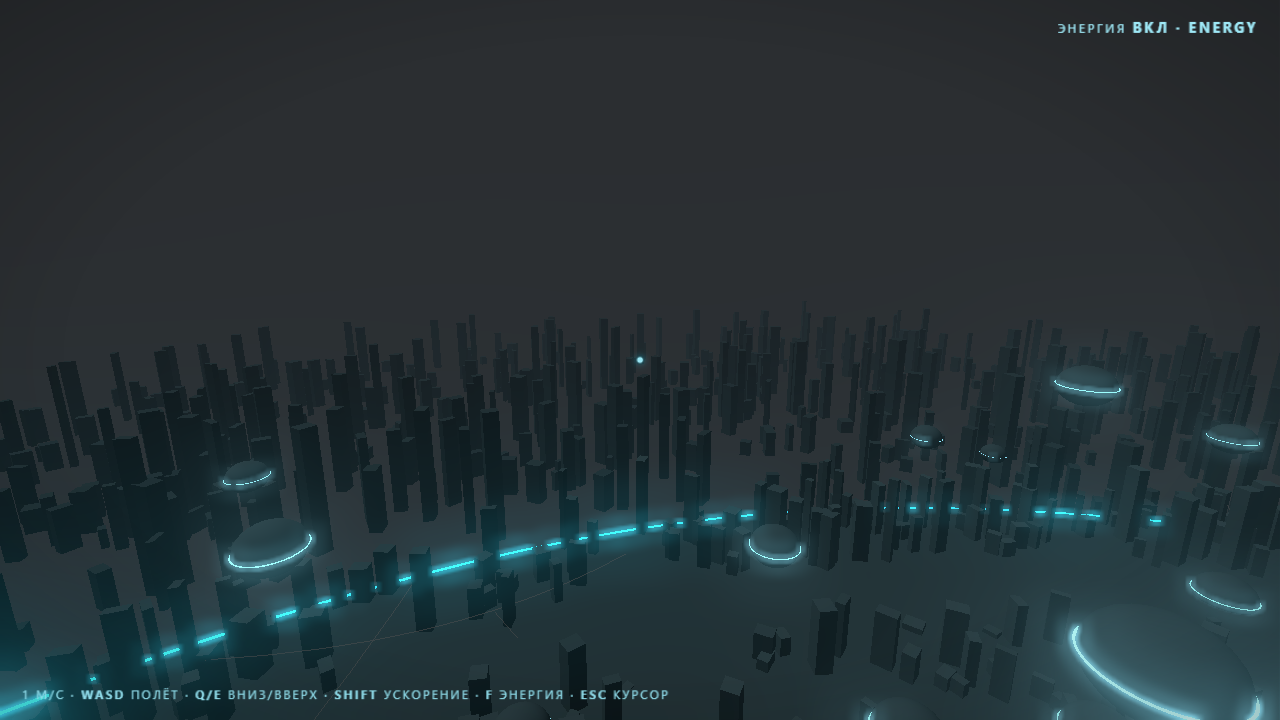 ЭНЕРГИЯ ВКЛ · ENERGY
1 М/С · WASD ПОЛЁТ · Q/E ВНИЗ/ВВЕРХ · SHIFT УСКОРЕНИЕ · F ЭНЕРГИЯ · ESC КУРСОР